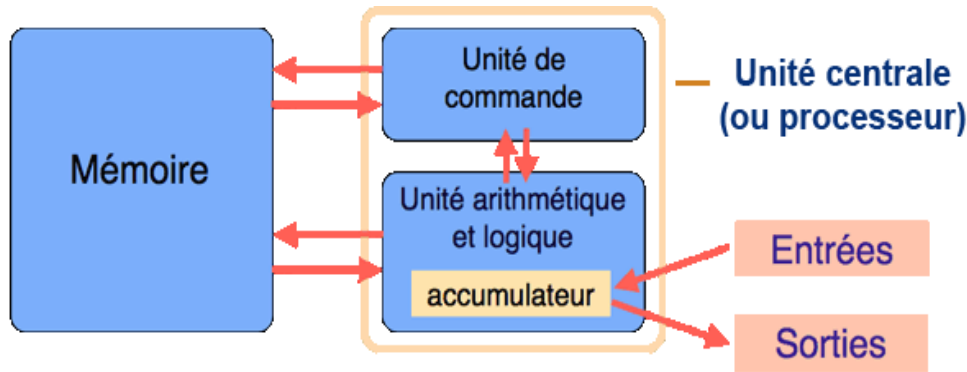 Mémoire
Unité de
commande
Unité arithmétique
et logique
accumulateur
Unité centrale
(ou processeur)
Entrées
Sorties